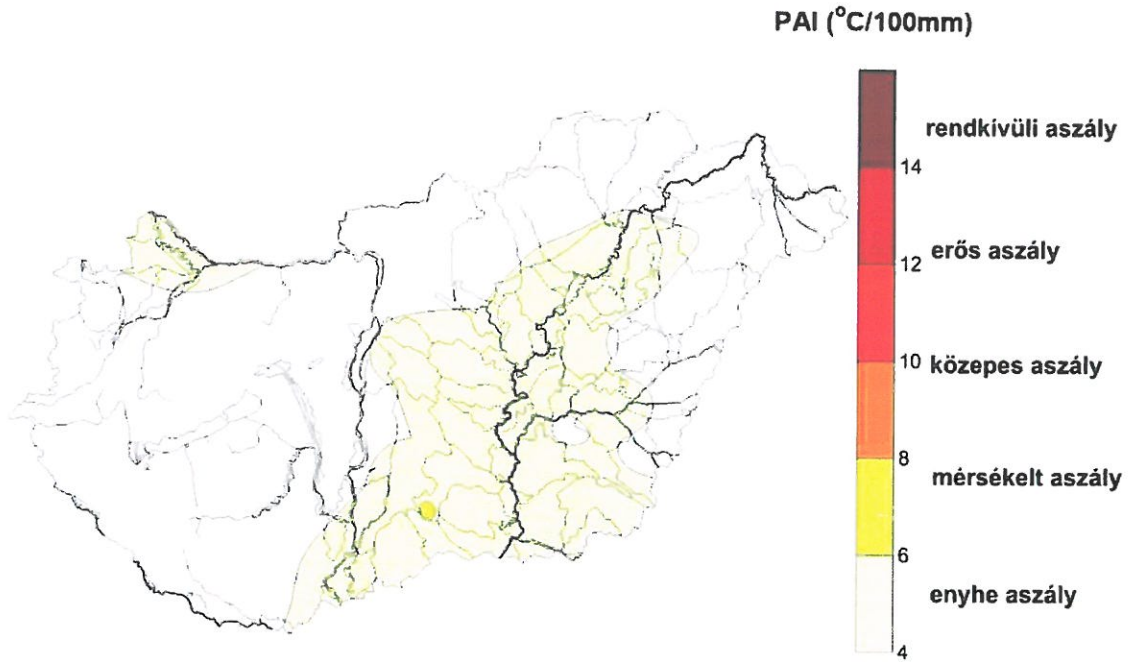 PAI (°C/100mm)
rendkívüli aszály
14
erős aszály
12
10
közepes aszály
8
mérsékelt aszály
6
enyhe aszály
4